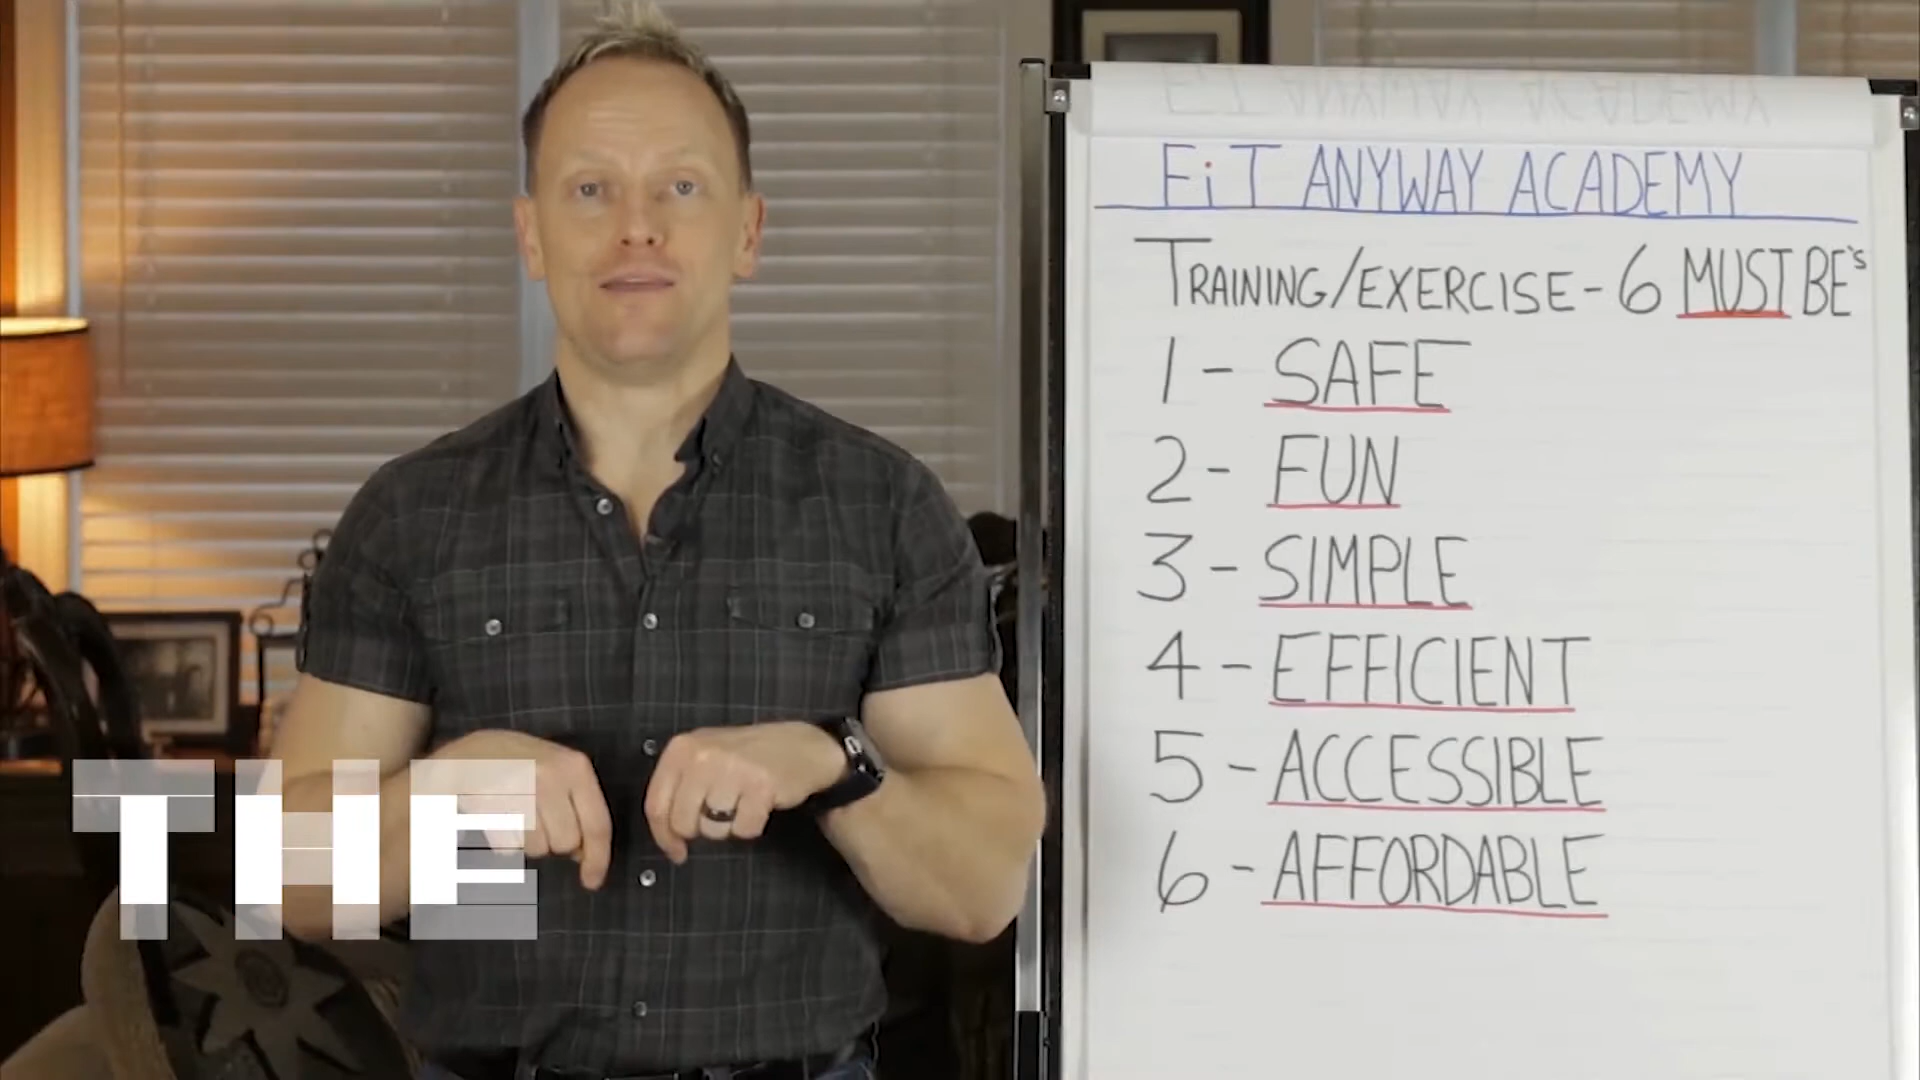 FiT ANYWAY ACADEMY
TRAINING/EXERCISE - 6 MUST BE's
1 - SAFE
2 - FUN
3 - SIMPLE
4 - EFFICIENT
5 - ACCESSIBLE
6 - AFFORDABLE
THE